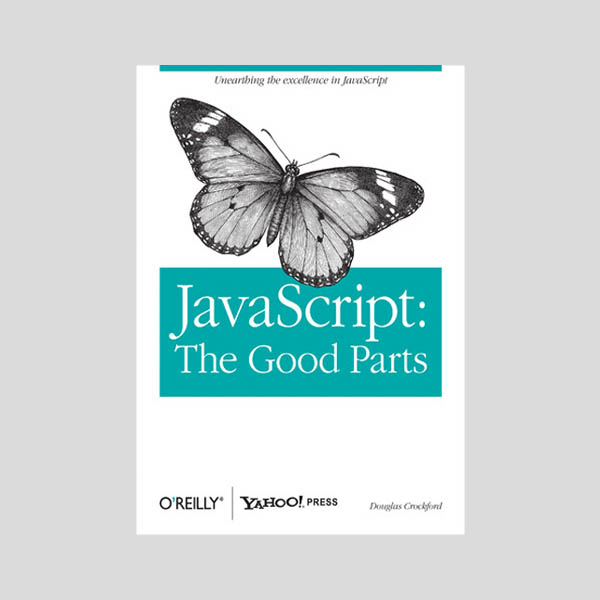 Unearthing the excellence in JavaScript
JavaScript:
The Good Parts
O'REILLY®
YAHOO!® PRESS
Douglas Crockford